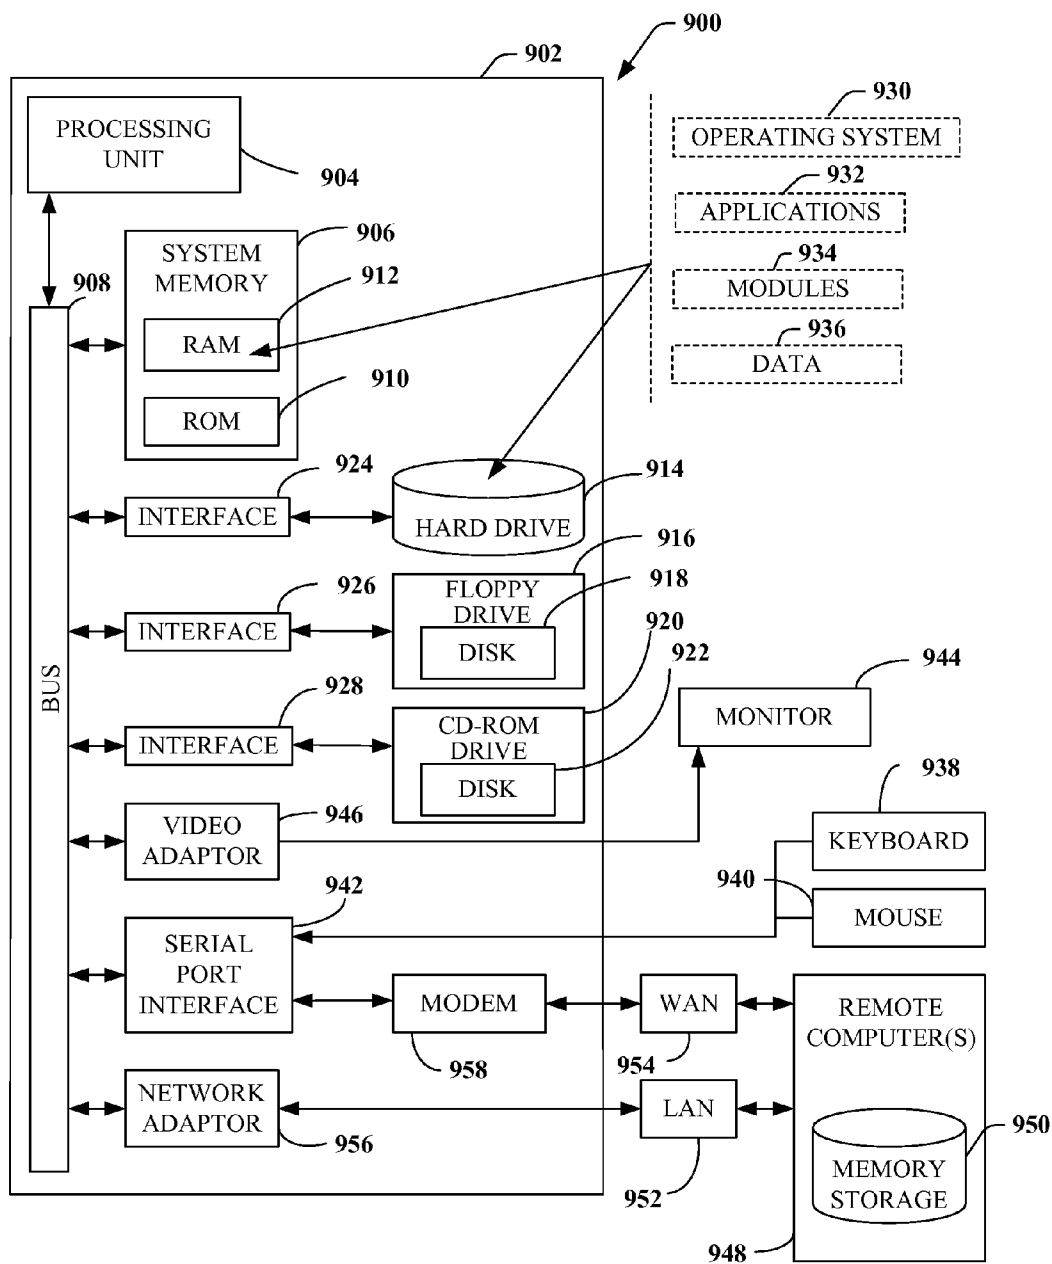 900
902
930
PROCESSING
UNIT
OPERATING SYSTEM
904
932
APPLICATIONS
906
SYSTEM
MEMORY
908
912
934
MODULES
RAM
936
DATA
910
ROM
924
914
INTERFACE
HARD DRIVE
916
926
FLOPPY
DRIVE
918
INTERFACE
DISK
920
922
944
BUS
928
MONITOR
CD-ROM
DRIVE
INTERFACE
DISK
938
946
VIDEO
ADAPTOR
KEYBOARD
942
940
MOUSE
SERIAL
PORT
INTERFACE
MODEM
WAN
REMOTE
COMPUTER(S)
958
954
NETWORK
ADAPTOR
LAN
956
950
952
MEMORY
STORAGE
948